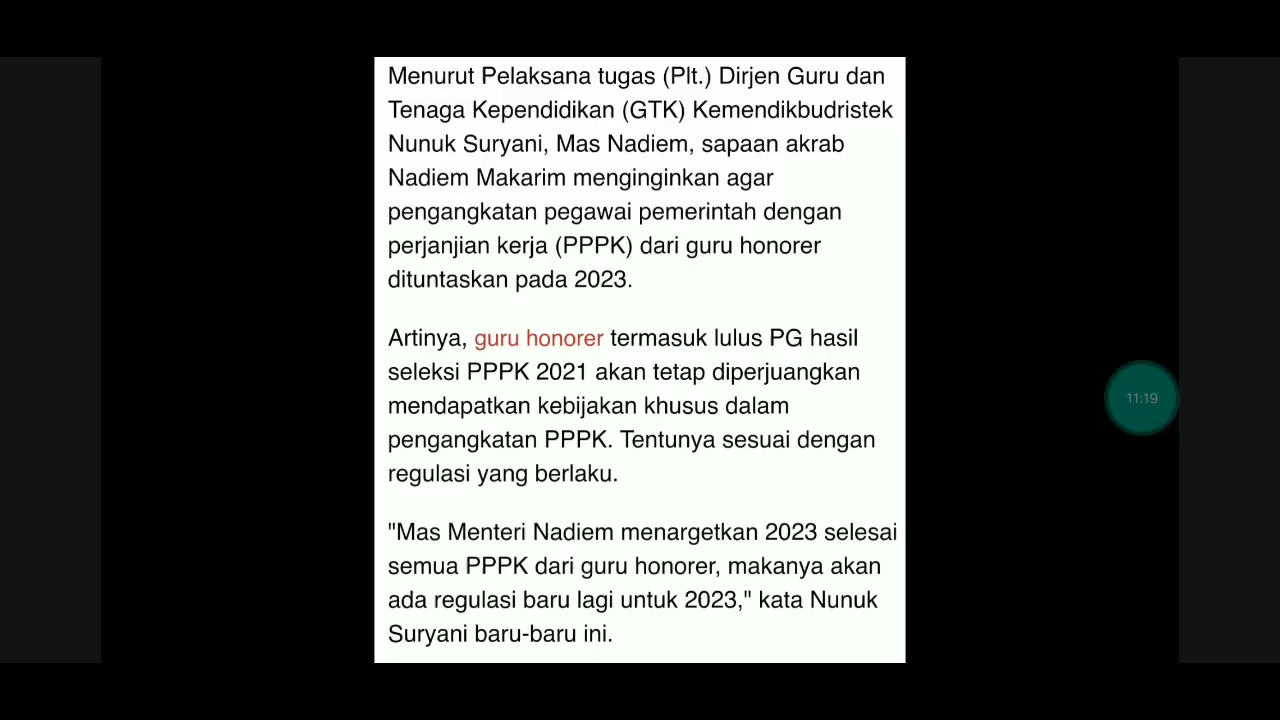 Menurut Pelaksana tugas (Plt.) Dirjen Guru dan
Tenaga Kependidikan (GTK) Kemendikbudristek
Nunuk Suryani, Mas Nadiem, sapaan akrab
Nadiem Makarim menginginkan agar
pengangkatan pegawai pemerintah dengan
perjanjian kerja (PPPK) dari guru honorer
dituntaskan pada 2023.
Artinya, guru honorer termasuk lulus PG hasil
seleksi PPPK 2021 akan tetap diperjuangkan
mendapatkan kebijakan khusus dalam
pengangkatan PPPK. Tentunya sesuai dengan
regulasi yang berlaku.
"Mas Menteri Nadiem menargetkan 2023 selesai
semua PPPK dari guru honorer, makanya akan
ada regulasi baru lagi untuk 2023," kata Nunuk
Suryani baru-baru ini.
11:19